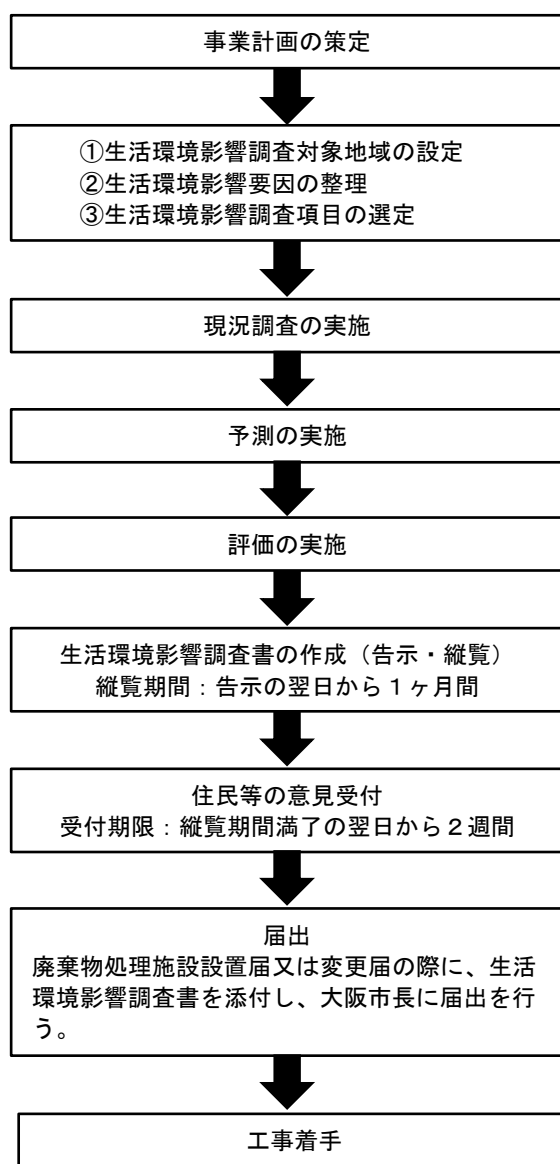 事業計画の策定
①生活環境影響調査対象地域の設定
②生活環境影響要因の整理
③生活環境影響調査項目の選定
現況調査の実施
予測の実施
評価の実施
生活環境影響調査書の作成（告示・縦覧）
縦覧期間：告示の翌日から１ヶ月間
住民等の意見受付
受付期限：縦覧期間満了の翌日から２週間
届出
廃棄物処理施設設置届又は変更届の際に、生活
環境影響調査書を添付し、大阪市長に届出を行
う。
工事着手